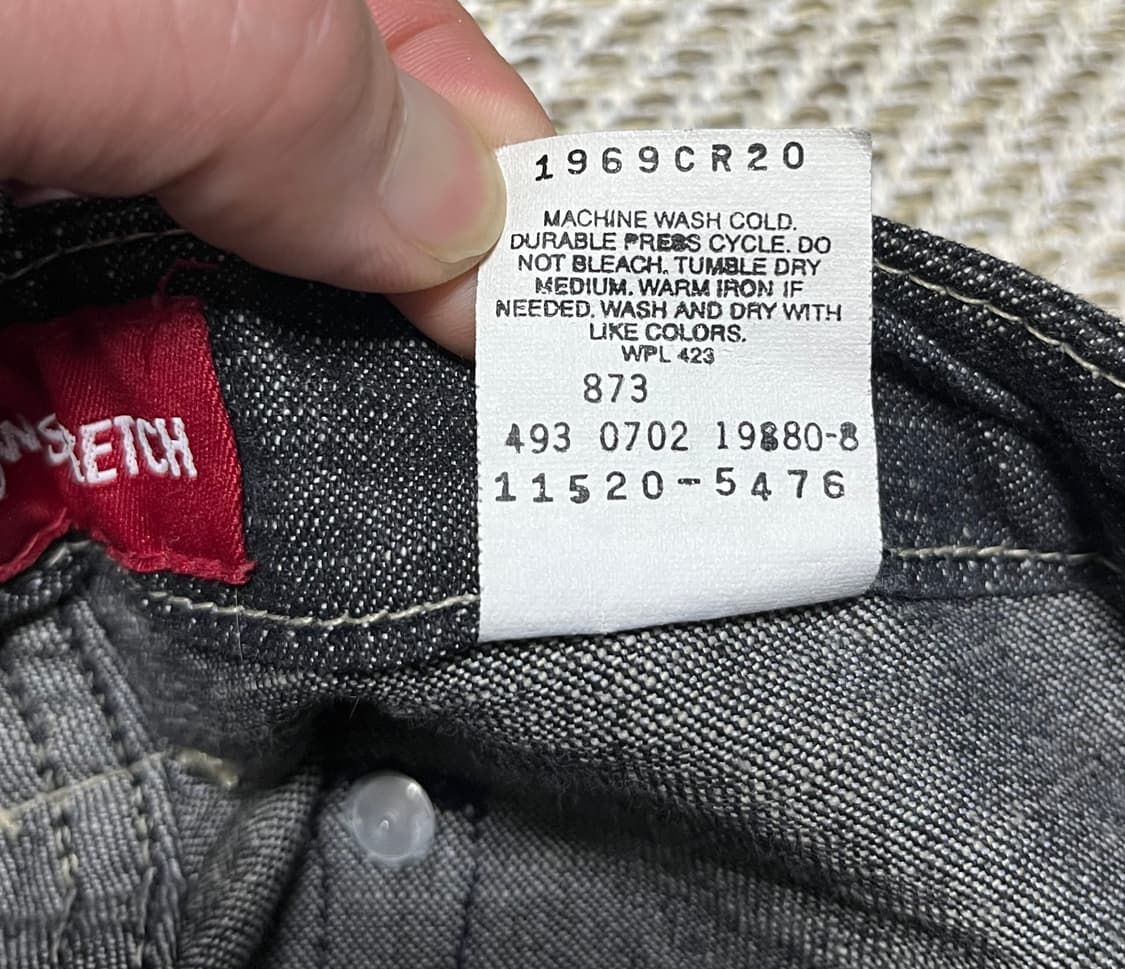 1969CR20
MACHINE WASH COLD.
DURABLE PRESS CYCLE. DO
NOT BLEACH. TUMBLE DRY
MEDIUM. WARM IRON IF
NEEDED. WASH AND DRY WITH
LIKE COLORS.
WPL 423
873
493 0702 19880-8
11520-5476
STRETCH